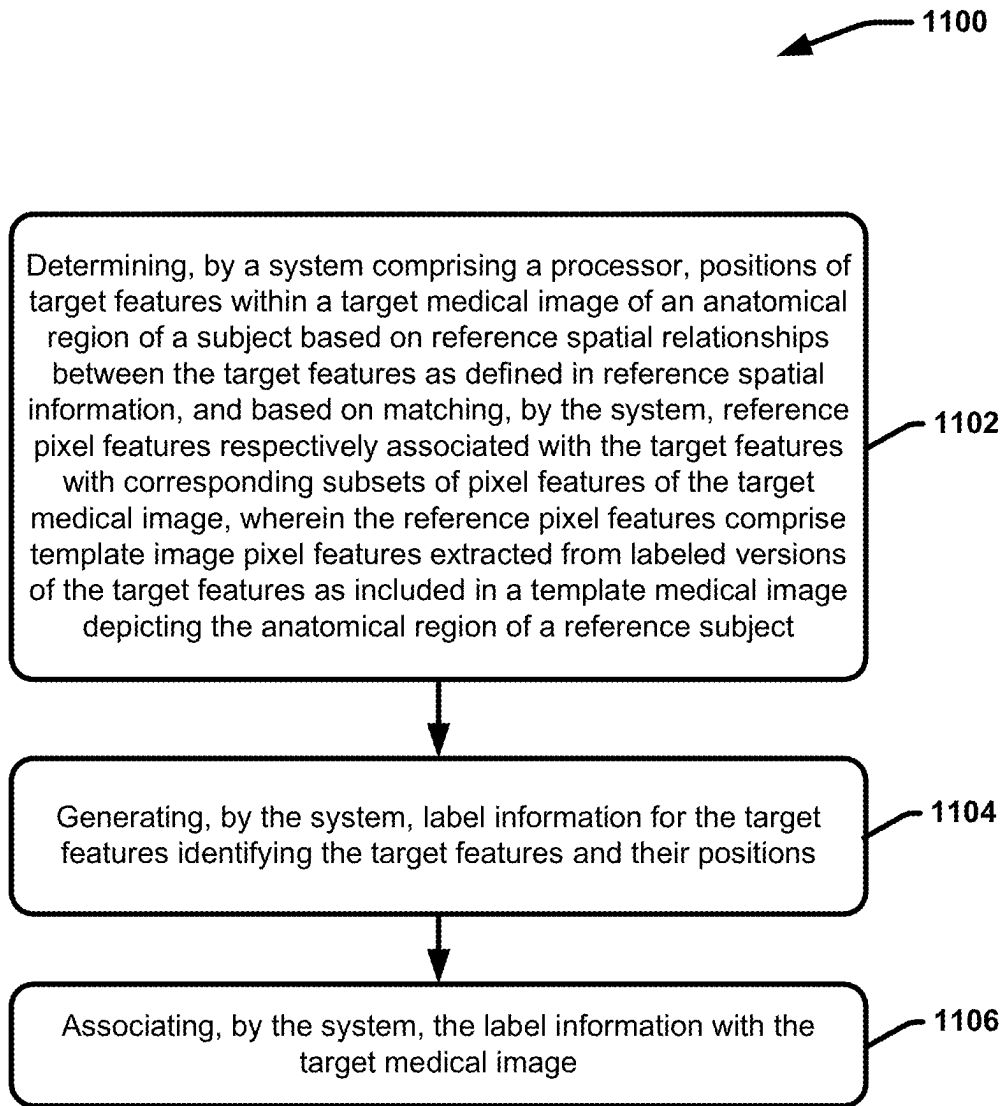 1100
Determining, by a system comprising a processor, positions of
target features within a target medical image of an anatomical
region of a subject based on reference spatial relationships
between the target features as defined in reference spatial
information, and based on matching, by the system, reference
pixel features respectively associated with the target features
with corresponding subsets of pixel features of the target
medical image, wherein the reference pixel features comprise
template image pixel features extracted from labeled versions
of the target features as included in a template medical image
depicting the anatomical region of a reference subject
1102
Generating, by the system, label information for the target
features identifying the target features and their positions
1104
Associating, by the system, the label information with the
target medical image
1106